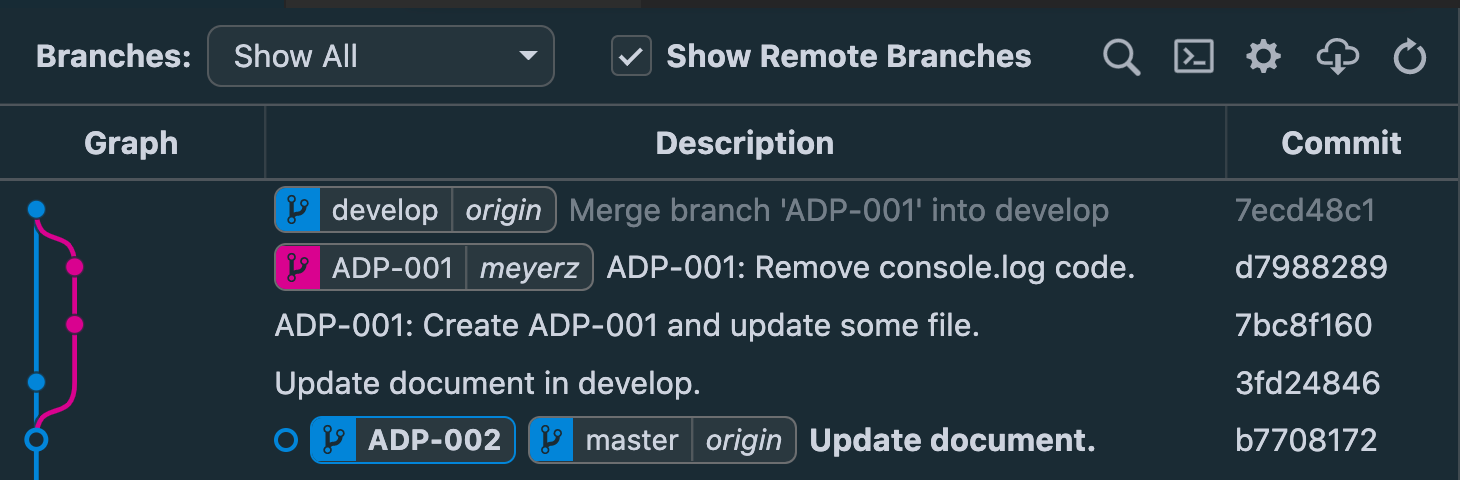 Branches: Show All Show Remote Branches
Graph Description Commit
develop origin Merge branch 'ADP-001' into develop 7ecd48c1
ADP-001 meyerz ADP-001: Remove console.log code. d7988289
ADP-001: Create ADP-001 and update some file. 7bc8f160
Update document in develop. 3fd24846
ADP-002 master origin Update document. b7708172